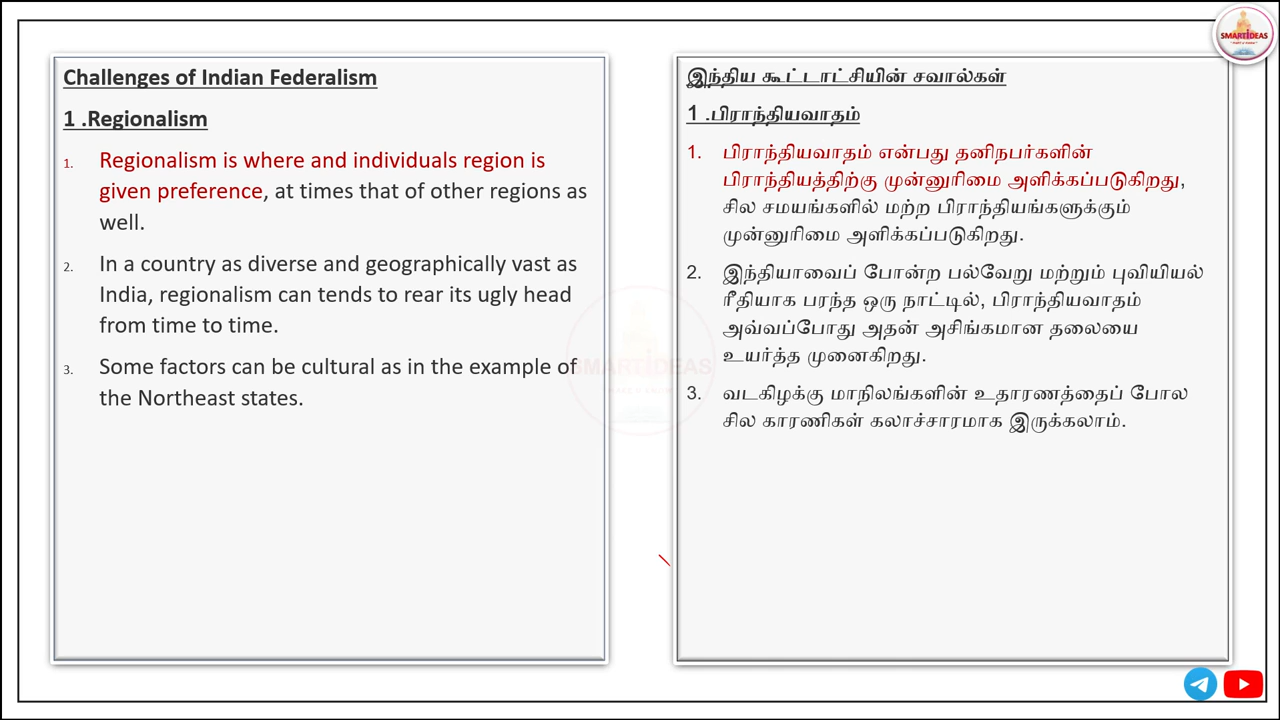 SMARTIDEAS
Challenges of Indian Federalism
1 .Regionalism
1. Regionalism is where and individuals region is
given preference, at times that of other regions as
well.
2. In a country as diverse and geographically vast as
India, regionalism can tends to rear its ugly head
from time to time.
3. Some factors can be cultural as in the example of
the Northeast states.
இந்திய கூட்டாட்சியின் சவால்கள்
1 .பிராந்தியவாதம்
1. பிராந்தியவாதம் என்பது தனிநபர்களின்
பிராந்தியத்திற்கு முன்னுரிமை அளிக்கப்படுகிறது,
சில சமயங்களில் மற்ற பிராந்தியங்களுக்கும்
முன்னுரிமை அளிக்கப்படுகிறது.
2. இந்தியாவைப் போன்ற பல்வேறு மற்றும் புவியியல்
ரீதியாக பரந்த ஒரு நாட்டில், பிராந்தியவாதம்
அவ்வப்போது அதன் அசிங்கமான தலையை
உயர்த்த முனைகிறது.
3. வடகிழக்கு மாநிலங்களின் உதாரணத்தைப் போல
சில காரணிகள் கலாச்சாரமாக இருக்கலாம்.
SMARTIDEAS